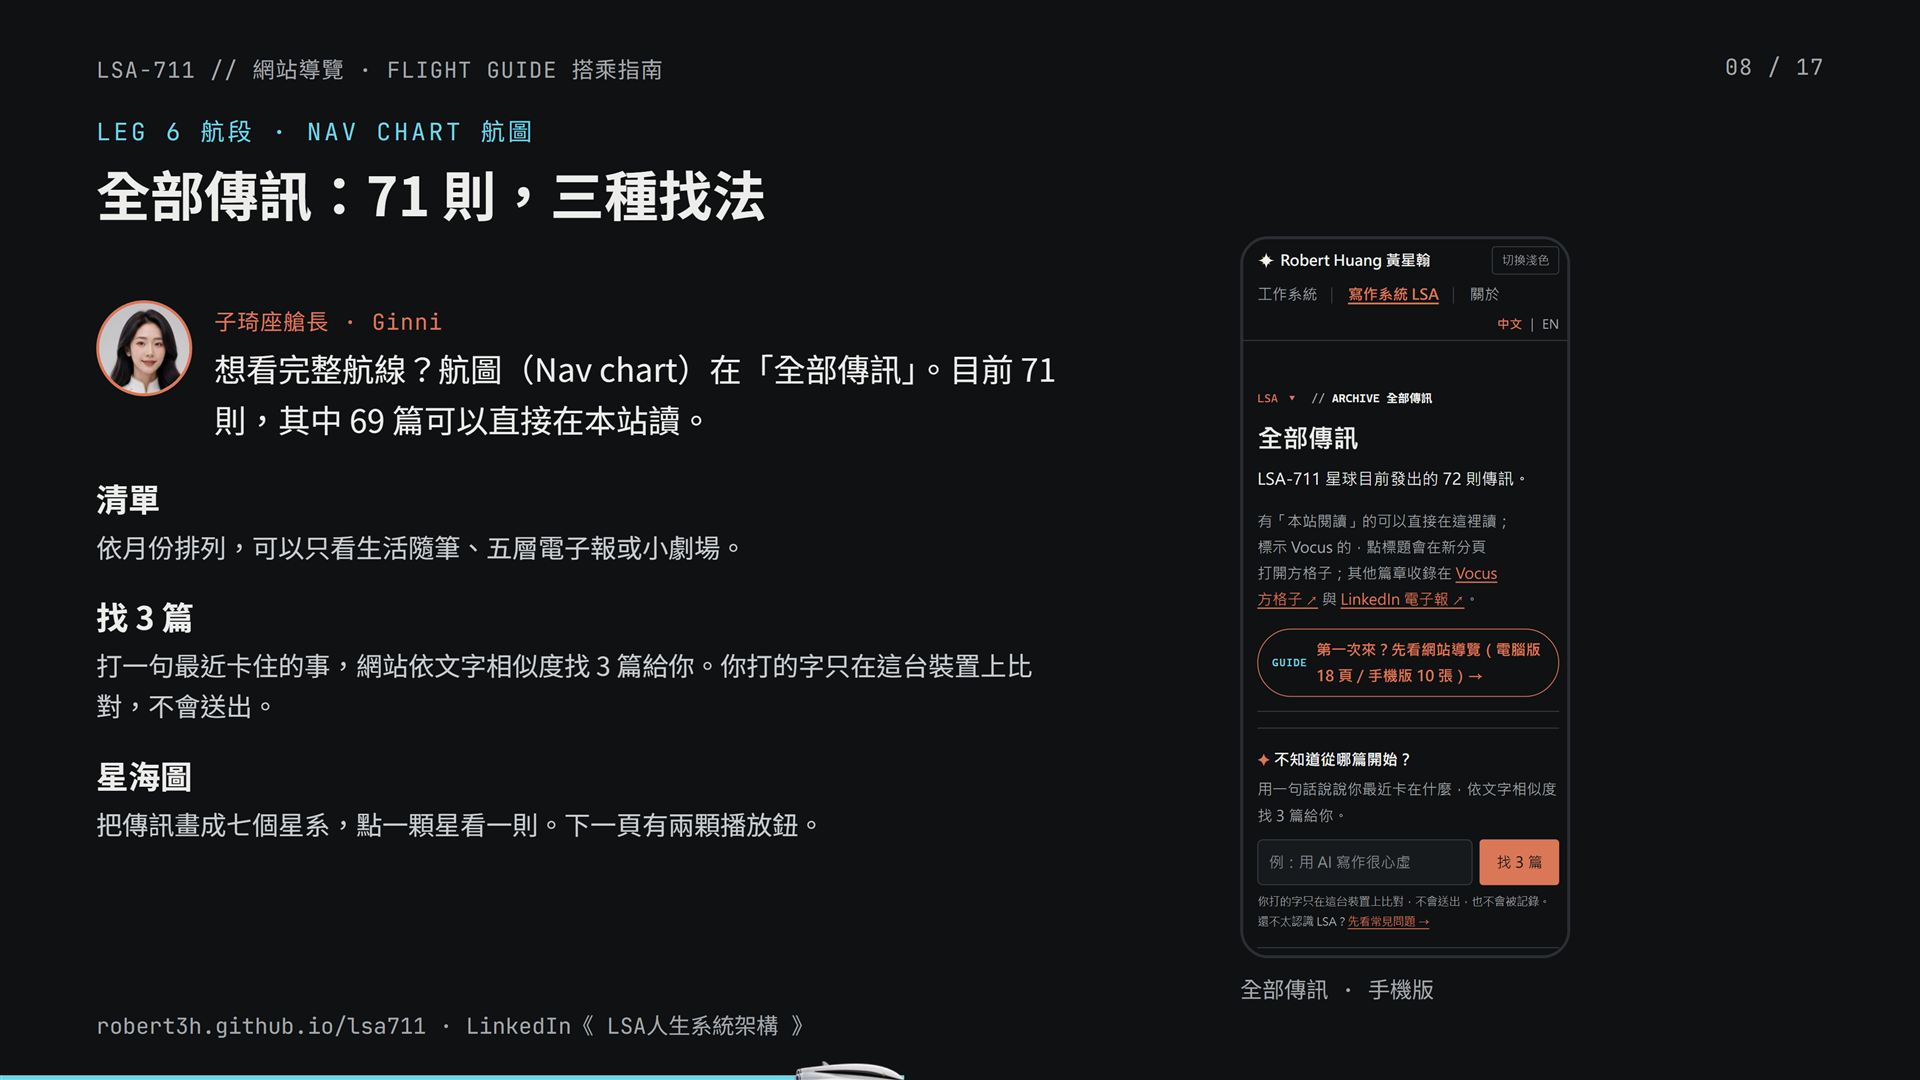 LSA-711 // 網站導覽 · FLIGHT GUIDE 搭乘指南
08 / 17
LEG 6 航段 · NAV CHART 航圖
全部傳訊：71 則，三種找法
子琦座艙長 · Ginni
想看完整航線？航圖（Nav chart）在「全部傳訊」。目前 71
則，其中 69 篇可以直接在本站讀。
清單
依月份排列，可以只看生活隨筆、五層電子報或小劇場。
找 3 篇
打一句最近卡住的事，網站依文字相似度找 3 篇給你。你打的字只在這台裝置上比
對，不會送出。
星海圖
把傳訊畫成七個星系，點一顆星看一則。下一頁有兩顆播放鈕。
Robert Huang 黃星翰
切換淺色
工作系統 | 寫作系統 LSA | 關於
中文 | EN
LSA ▾ // ARCHIVE 全部傳訊
全部傳訊
LSA-711 星球目前發出的 72 則傳訊。
有「本站閱讀」的可以直接在這裡讀；
標示 Vocus 的，點標題會在新分頁
打開方格子；其他篇章收錄在 Vocus
方格子 ↗ 與 LinkedIn 電子報 ↗。
GUIDE 第一次來？先看網站導覽（電腦版
18 頁 / 手機版 10 張）→
✦ 不知道從哪篇開始？
用一句話說說你最近卡在什麼，依文字相似度
找 3 篇給你。
例：用 AI 寫作很心虛
找 3 篇
你打的字只在這台裝置上比對，不會送出，也不會被記錄。
還不太認識 LSA？先看常見問題 →
全部傳訊 · 手機版
robert3h.github.io/lsa711 · LinkedIn《 LSA人生系統架構 》